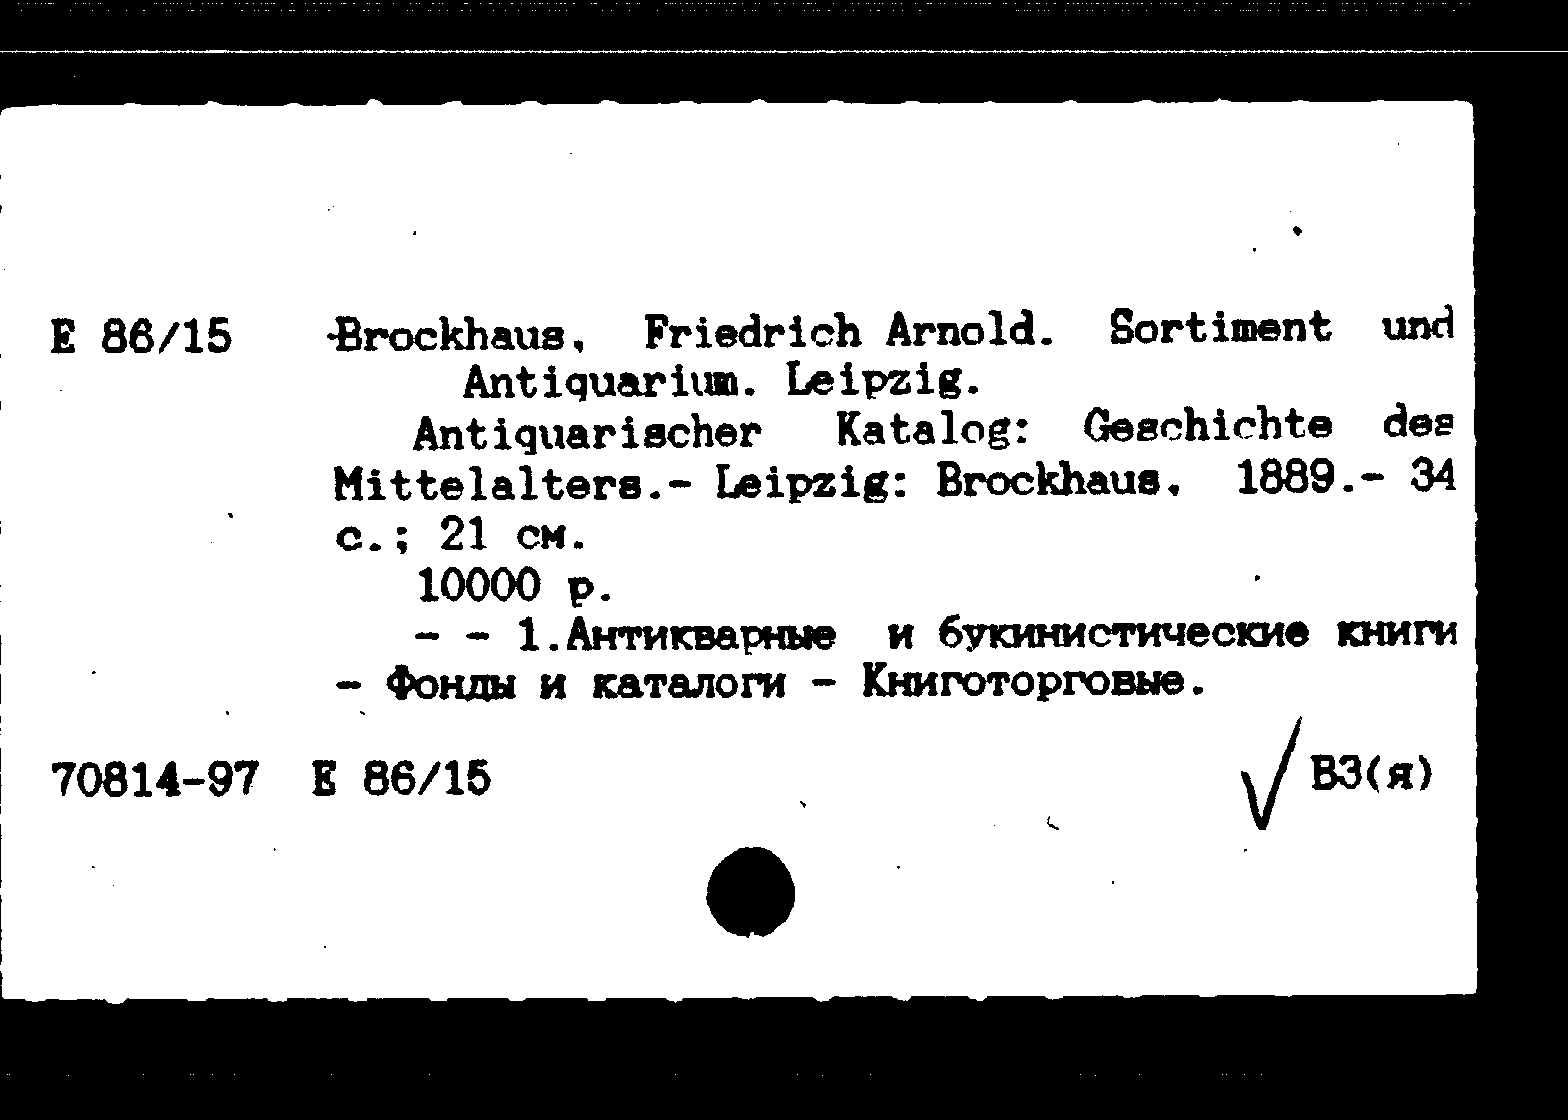 E 86/15 Brockhaus, Friedrich Arnold. Sortiment und
Antiquarium. Leipzig.
Antiquarischer Katalog: Geschichte des
Mittelalters.- Leipzig: Brockhaus, 1889.- 34
с.; 21 см.
10000 р.
- - 1.Антикварные и букинистические книги
- Фонды и каталоги - Книготорговые.
70814-97 E 86/15 √ В3(я)